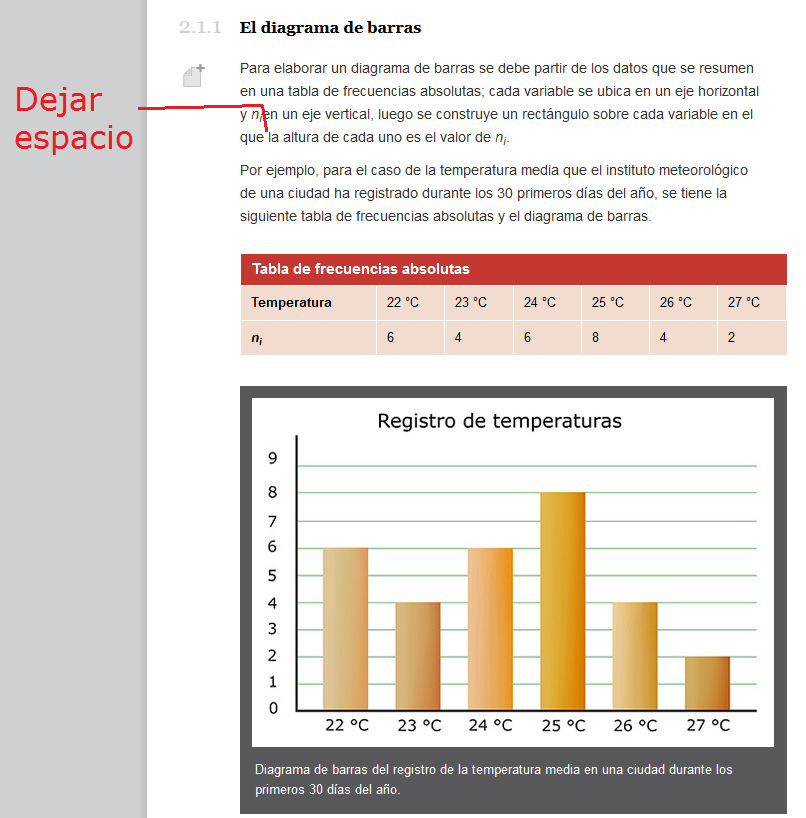 2.1.1 El diagrama de barras
Dejar
espacio
Para elaborar un diagrama de barras se debe partir de los datos que se resumen
en una tabla de frecuencias absolutas; cada variable se ubica en un eje horizontal
y nᵢen un eje vertical, luego se construye un rectángulo sobre cada variable en el
que la altura de cada uno es el valor de nᵢ.
Por ejemplo, para el caso de la temperatura media que el instituto meteorológico
de una ciudad ha registrado durante los 30 primeros días del año, se tiene la
siguiente tabla de frecuencias absolutas y el diagrama de barras.
Tabla de frecuencias absolutas
Temperatura 22 °C 23 °C 24 °C 25 °C 26 °C 27 °C
nᵢ 6 4 6 8 4 2
Registro de temperaturas
9
8
7
6
5
4
3
2
1
0
22 °C 23 °C 24 °C 25 °C 26 °C 27 °C
Diagrama de barras del registro de la temperatura media en una ciudad durante los
primeros 30 días del año.